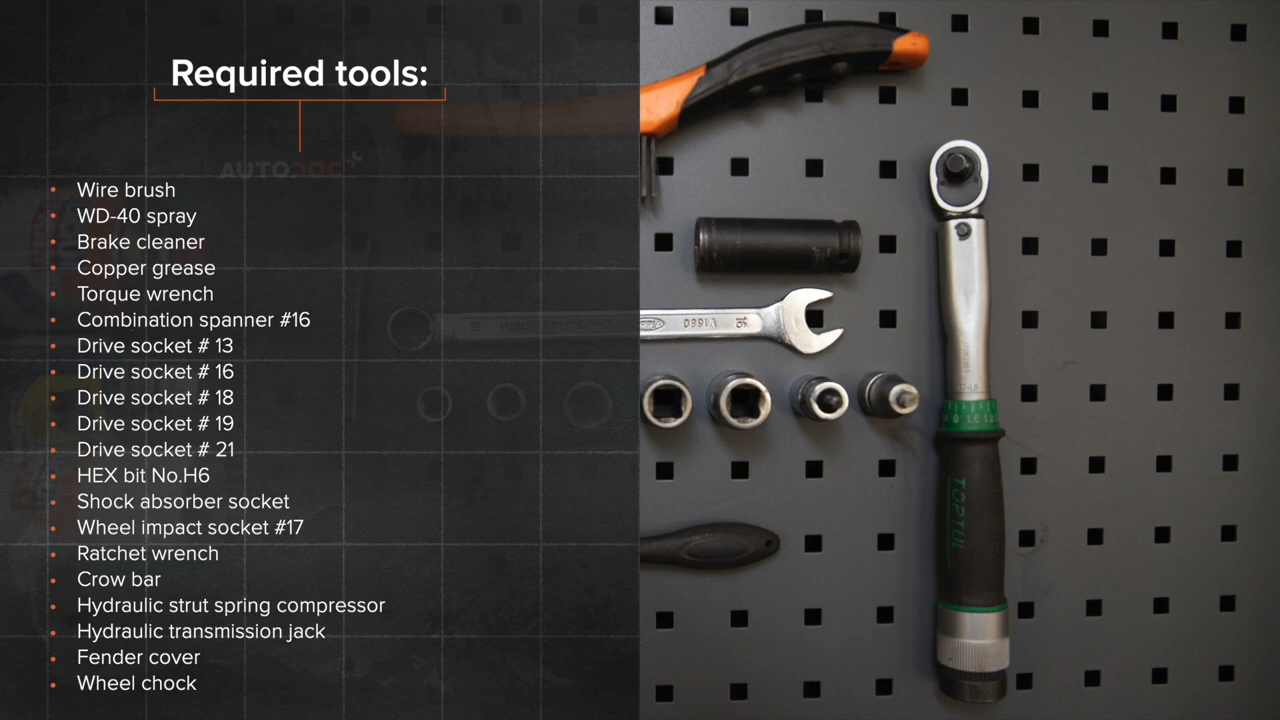 Required tools:
AUTODOC
• Wire brush
• WD-40 spray
• Brake cleaner
• Copper grease
• Torque wrench
• Combination spanner #16
• Drive socket # 13
• Drive socket # 16
• Drive socket # 18
• Drive socket # 19
• Drive socket # 21
• HEX bit No.H6
• Shock absorber socket
• Wheel impact socket #17
• Ratchet wrench
• Crow bar
• Hydraulic strut spring compressor
• Hydraulic transmission jack
• Fender cover
• Wheel chock
16
TOPTUL